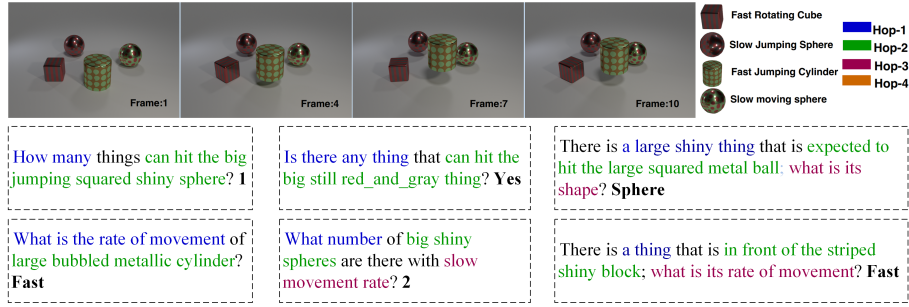 Frame:1
Frame:4
Frame:7
Frame:10
Fast Rotating Cube
Slow Jumping Sphere
Fast Jumping Cylinder
Slow moving sphere
Hop-1
Hop-2
Hop-3
Hop-4
How many things can hit the big
jumping squared shiny sphere? 1
Is there any thing that can hit the
big still red_and_gray thing? Yes
There is a large shiny thing that is expected to
hit the large squared metal ball: what is its
shape? Sphere
What is the rate of movement of
large bubbled metallic cylinder?
Fast
What number of big shiny
spheres are there with slow
movement rate? 2
There is a thing that is in front of the striped
shiny block; what is its rate of movement? Fast